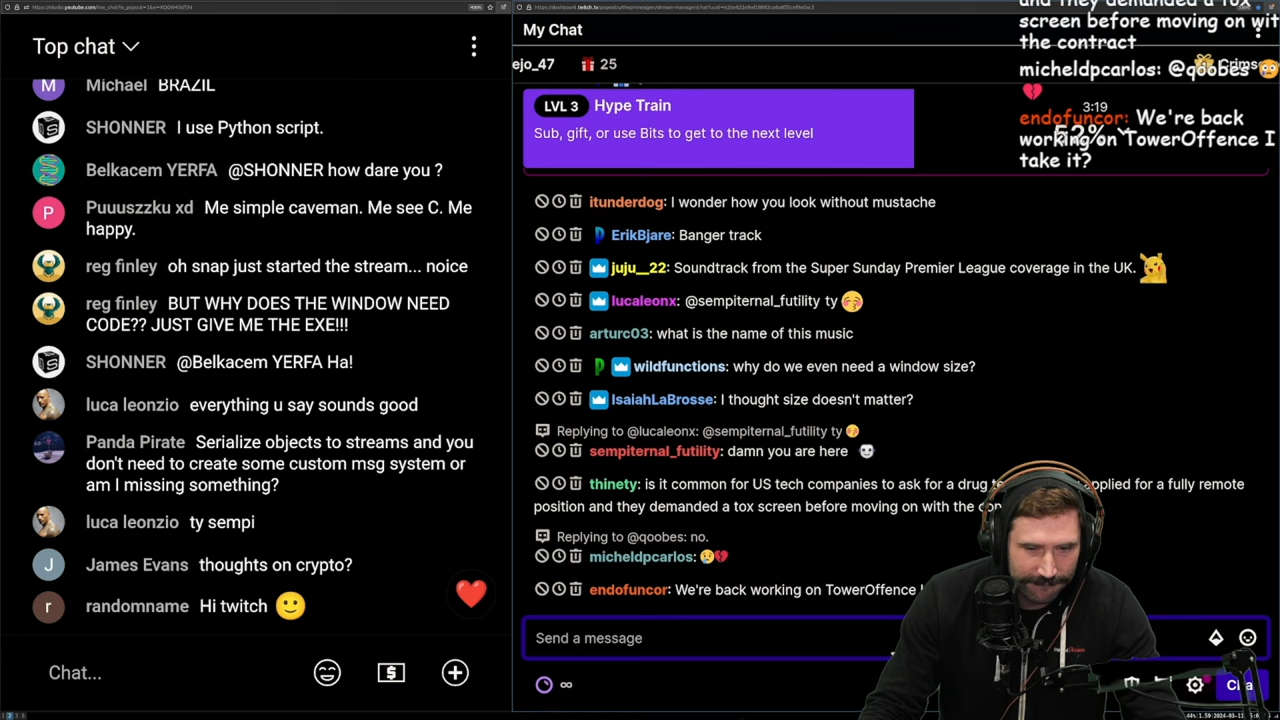 Top chat
Michael BRAZIL
SHONNER I use Python script.
Belkacem YERFA @SHONNER how dare you ?
Puuuszzku xd Me simple caveman. Me see C. Me
happy.
reg finley oh snap just started the stream... noice
reg finley BUT WHY DOES THE WINDOW NEED
CODE?? JUST GIVE ME THE EXE!!!
SHONNER @Belkacem YERFA Ha!
luca leonzio everything u say sounds good
Panda Pirate Serialize objects to streams and you
don't need to create some custom msg system or
am I missing something?
luca leonzio ty sempi
James Evans thoughts on crypto?
randomname Hi twitch
Chat...
My Chat
ejo_47 25
LVL 3 Hype Train
Sub, gift, or use Bits to get to the next level
itunderdog: I wonder how you look without mustache
ErikBjare: Banger track
juju__22: Soundtrack from the Super Sunday Premier League coverage in the UK.
lucaleonx: @sempiternal_futility ty
arturc03: what is the name of this music
wildfunctions: why do we even need a window size?
IsaiahLaBrosse: I thought size doesn't matter?
Replying to @lucaleonx: @sempiternal_futility ty
sempiternal_futility: damn you are here
thinety: is it common for US tech companies to ask for a drug applied for a fully remote
position and they demanded a tox screen before moving on with the
Replying to @qoobes: no.
micheldpcarlos:
endofuncor: We're back working on TowerOffence
Send a message
and they demanded a tox
screen before moving on with
the contract
micheldpcarlos: @qoobes
3:19
52%
endofuncor: We're back
working on TowerOffence I
take it?